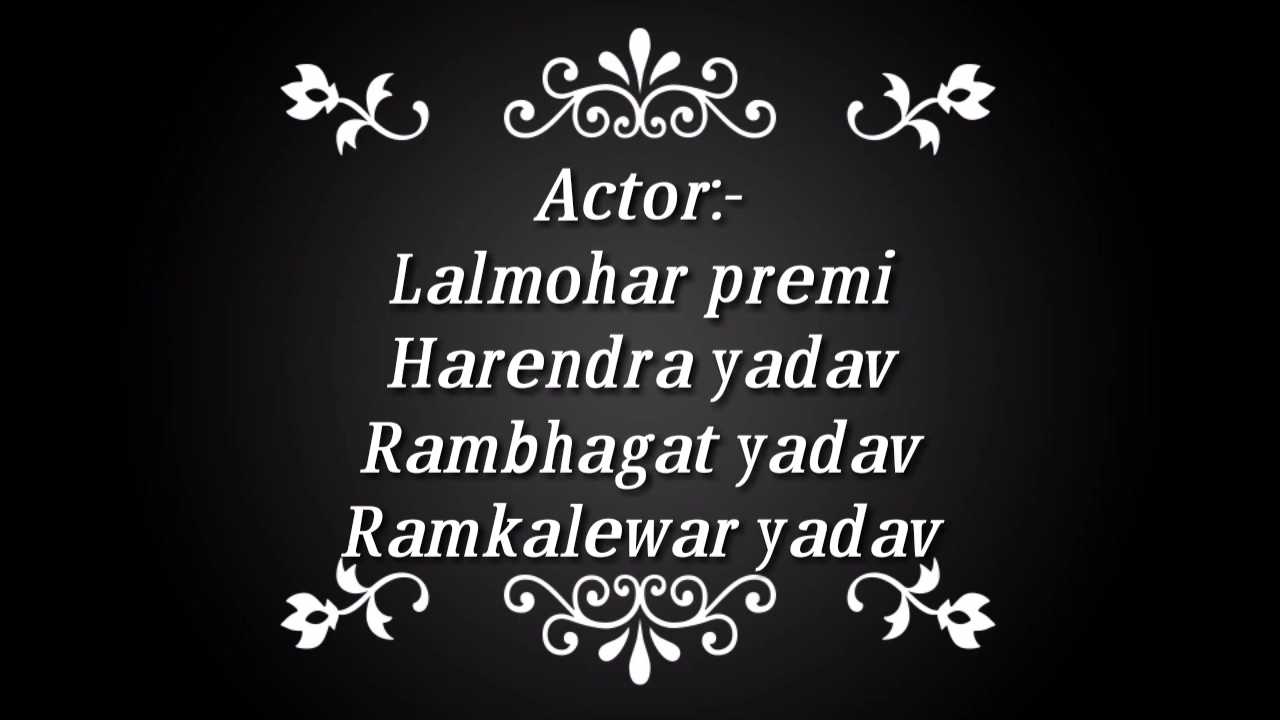 Actor:-
Lalmohar premi
Harendra yadav
Rambhagat yadav
Ramkalewar yadav